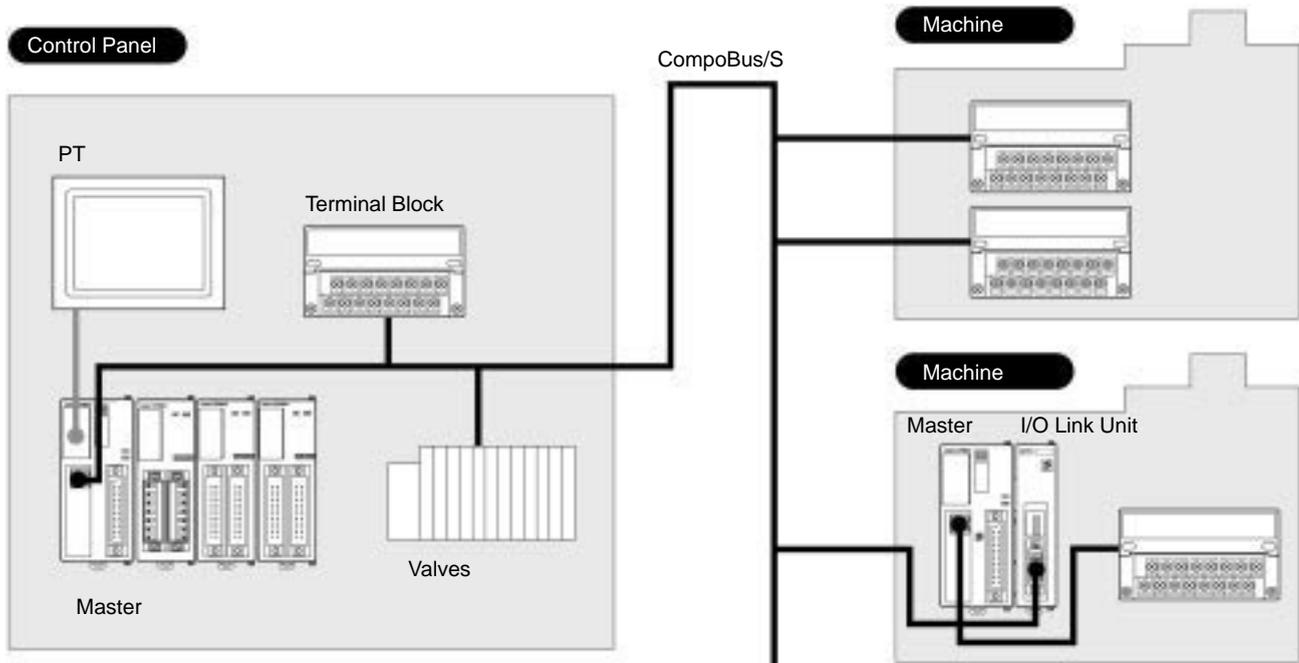 Control Panel
PT
Terminal Block
Master
Valves
CompoBus/S
Machine
Machine
Master
I/O Link Unit